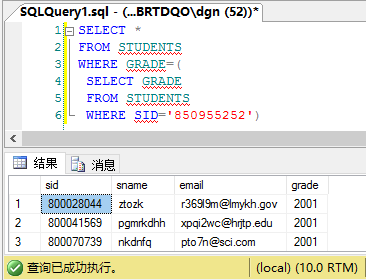 SQLQuery1.sql - (...BRTDQO\dgn (52))*
1 SELECT *
2 FROM STUDENTS
3 WHERE GRADE=(
4 SELECT GRADE
5 FROM STUDENTS
6 WHERE SID='850955252')
结果 消息
sid sname email grade
1 800028044 ztozk r369l9m@lmykh.gov 2001
2 800041569 pgmrkdhh xpqi2wc@hrjtp.edu 2001
3 800070739 nkdnfq pto7n@sci.com 2001
查询已成功执行。 (local) (10.0 RTM)